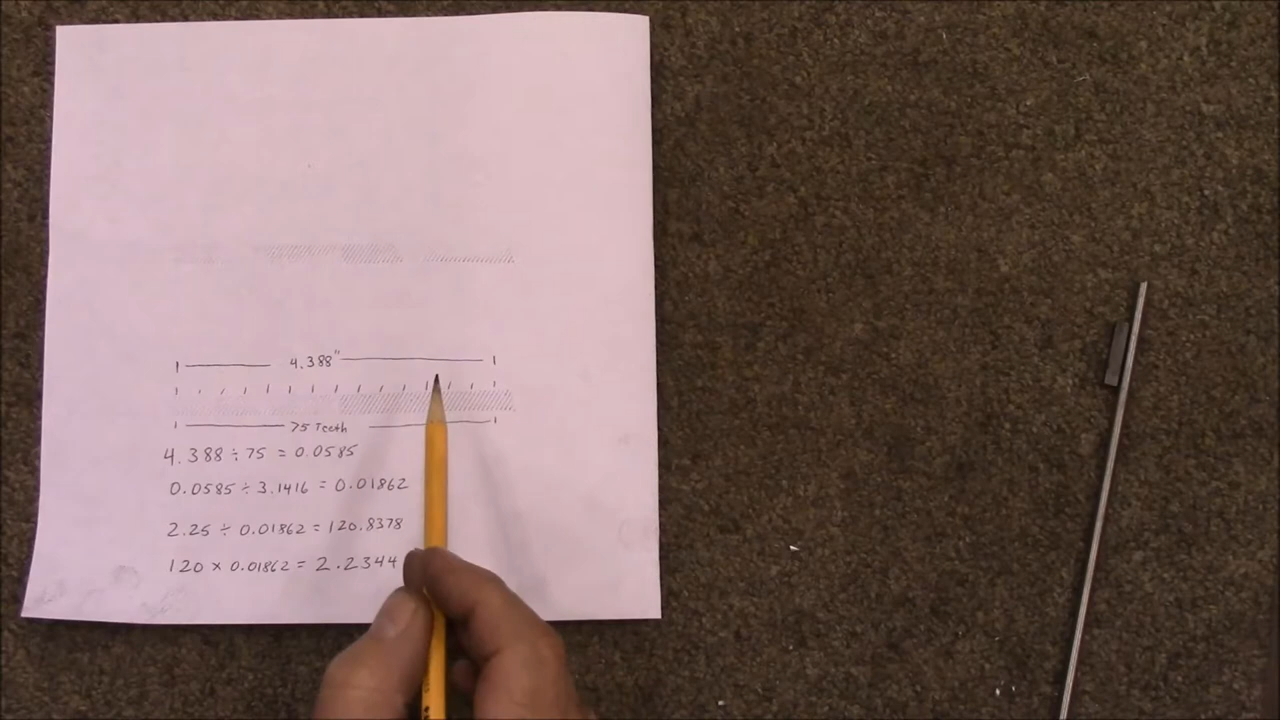 4.388"
75 Teeth
4.388 ÷ 75 = 0.0585
0.0585 ÷ 3.1416 = 0.01862
2.25 ÷ 0.01862 = 120.8378
120 x 0.01862 = 2.2344